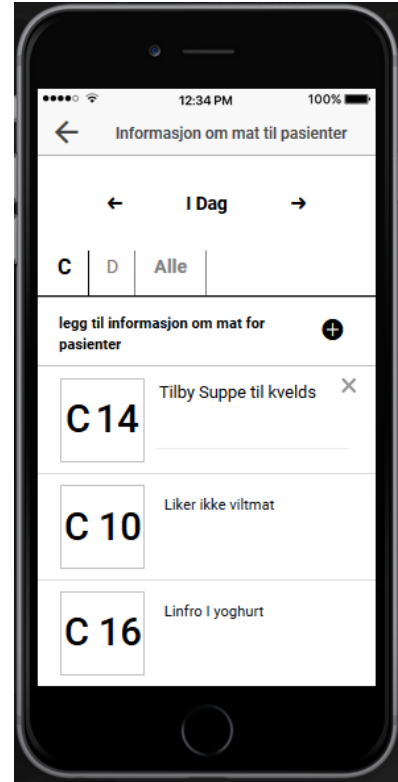 12:34 PM 100%
Informasjon om mat til pasienter
I Dag
C D Alle
legg til informasjon om mat for
pasienter
C 14 Tilby Suppe til kvelds
C 10 Liker ikke viltmat
C 16 Linfro I yoghurt